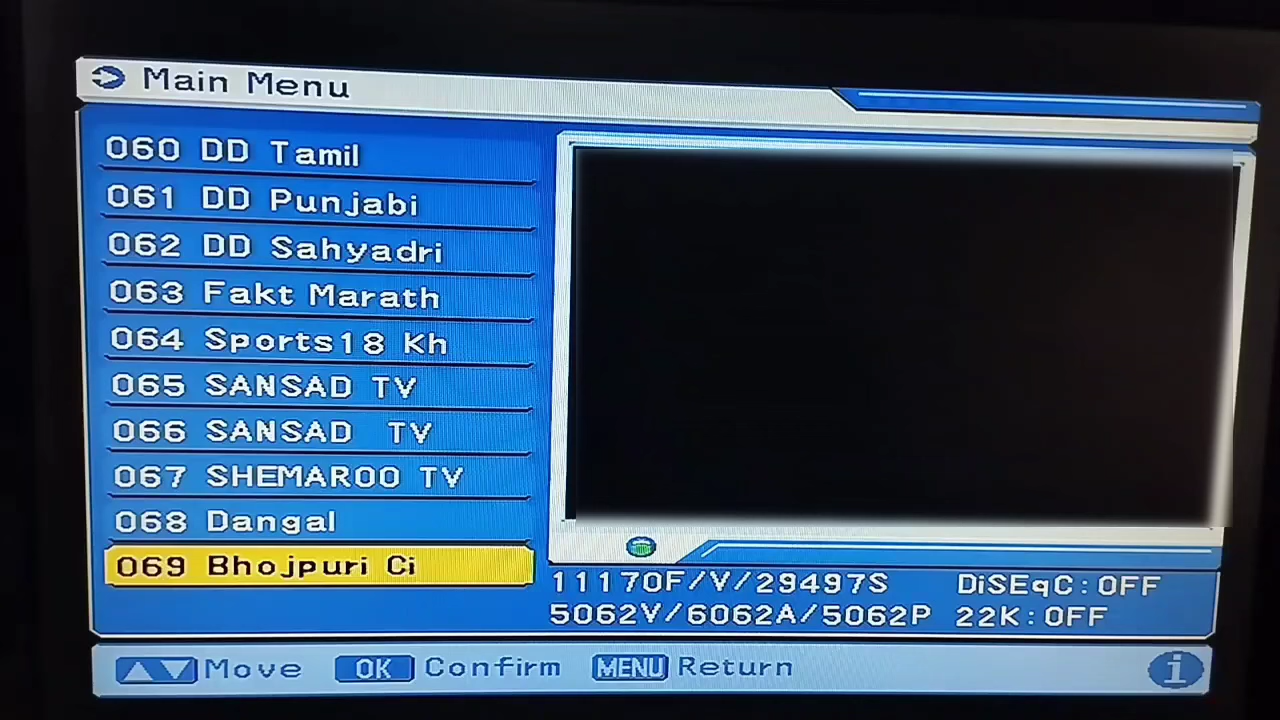 Main Menu
060 DD Tamil
061 DD Punjabi
062 DD Sahyadri
063 Fakt Marath
064 Sports18 Kh
065 SANSAD TV
066 SANSAD TV
067 SHEMAROO TV
068 Dangal
069 Bhojpuri Ci
11170F/V/29497S DiSEqC:OFF
5062V/6062A/5062P 22K:OFF
Move OK Confirm MENU Return i